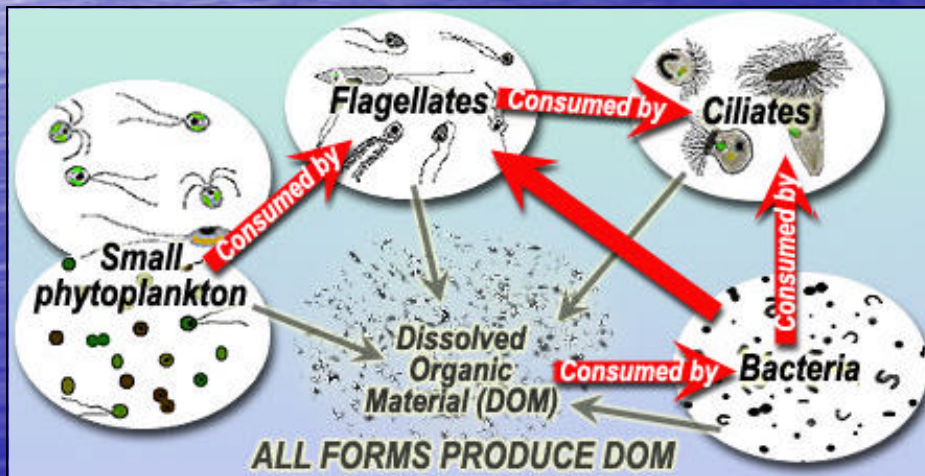 Flagellates
Consumed by
Ciliates
Consumed by
Small
phytoplankton
Consumed by
Dissolved
Organic
Material (DOM)
Consumed by
Bacteria
ALL FORMS PRODUCE DOM